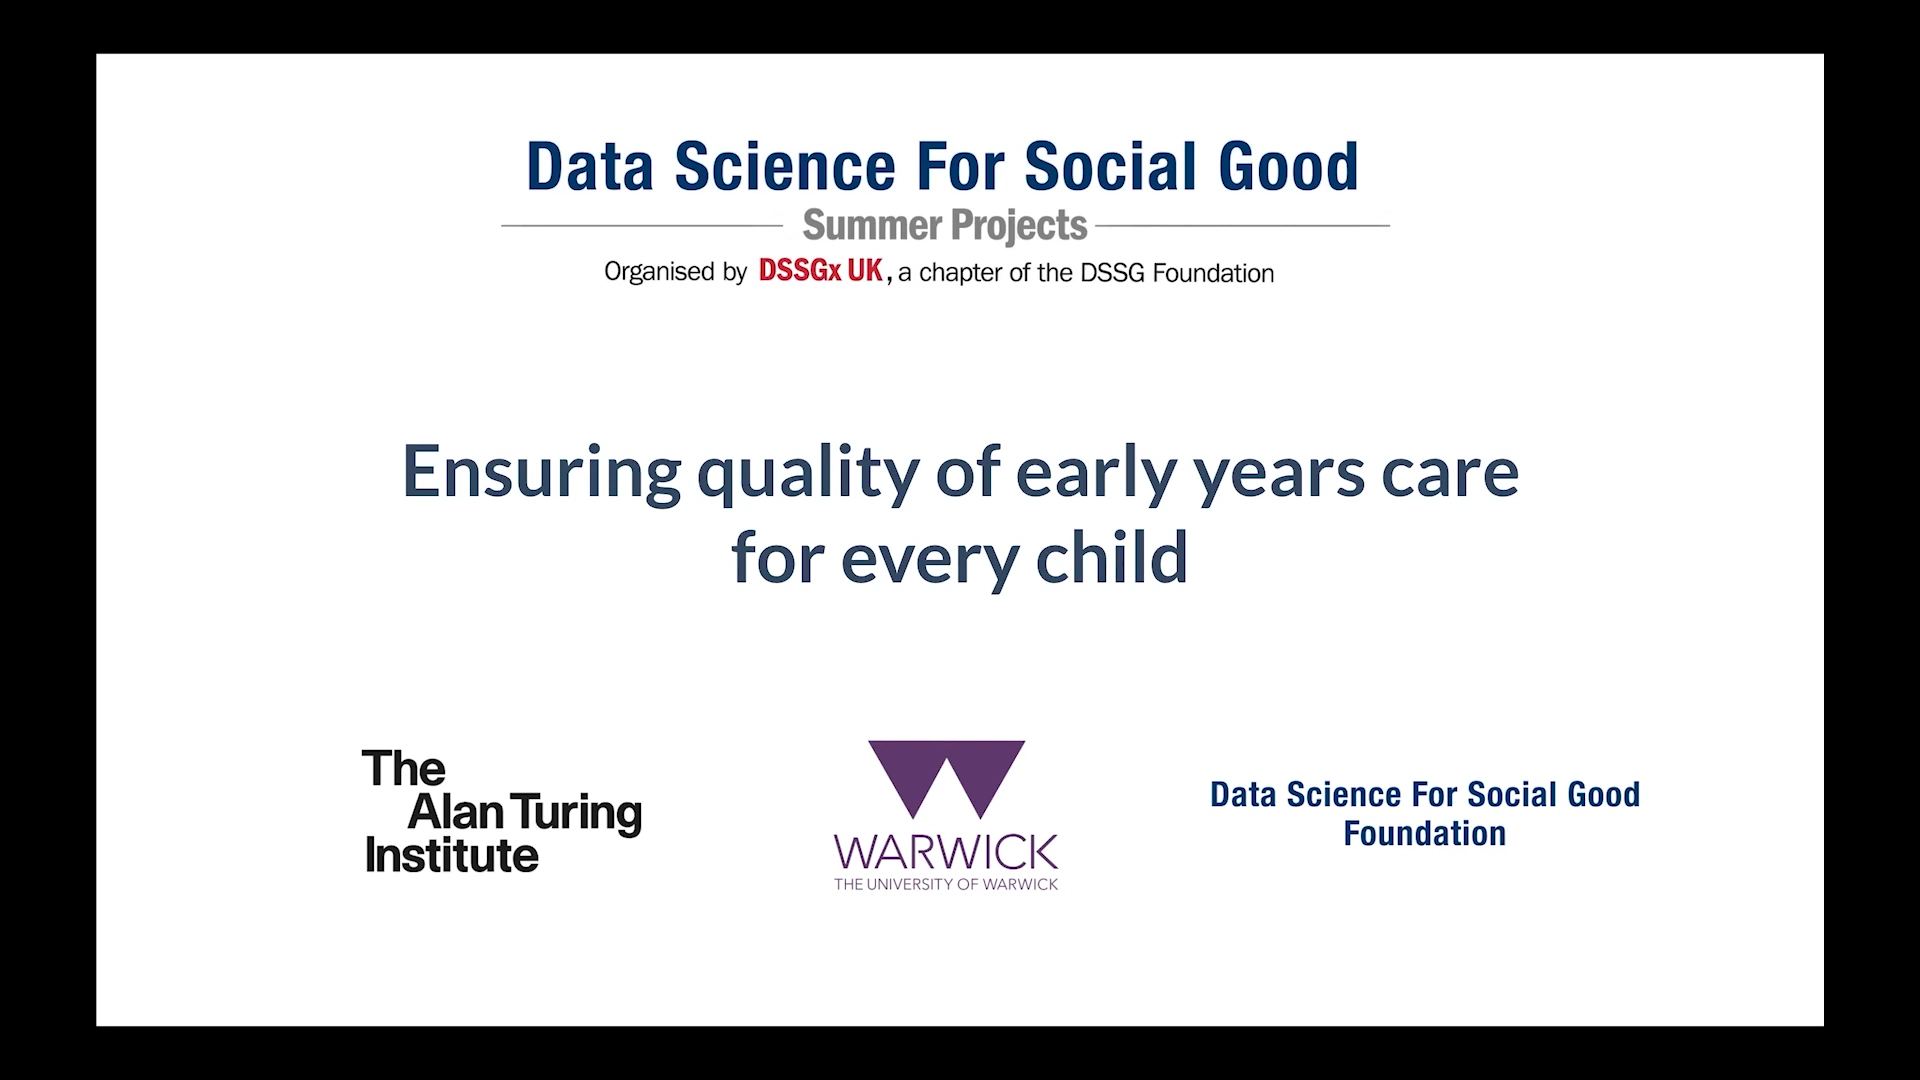 Data Science For Social Good
Summer Projects
Organised by DSSGx UK, a chapter of the DSSG Foundation
Ensuring quality of early years care
for every child
The
Alan Turing
Institute
WARWICK
THE UNIVERSITY OF WARWICK
Data Science For Social Good
Foundation